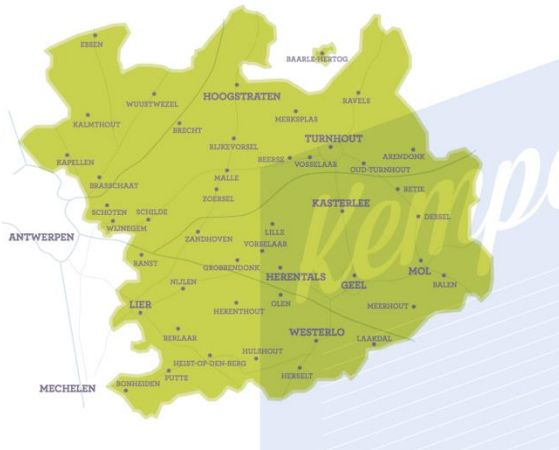 ESSEN
BAARLE-HERTOG
HOOGSTRATEN
WUUSTWEZEL
RAVELS
KALMTHOUT
MERKSPLAS
BRECHT
TURNHOUT
RIJKEVORSEL
KAPELLEN
BEERSE
VOSSELAAR
ARENDONK
OUD-TURNHOUT
MALLE
BRASSCHAAT
RETIE
ZOERSEL
KASTERLEE
SCHOTEN
SCHILDE
DESSEL
WIJNEGEM
LILLE
ANTWERPEN
ZANDHOVEN
VORSELAAR
RANST
GROBBENDONK
HERENTALS
MOL
NIJLEN
GEEL
BALEN
OLEN
LIER
HERENTHOUT
MEERHOUT
BERLAAR
WESTERLO
LAAKDAL
HULSHOUT
HEIST-OP-DEN-BERG
PUTTE
HERSELT
MECHELEN
BONHEIDEN
Kempe